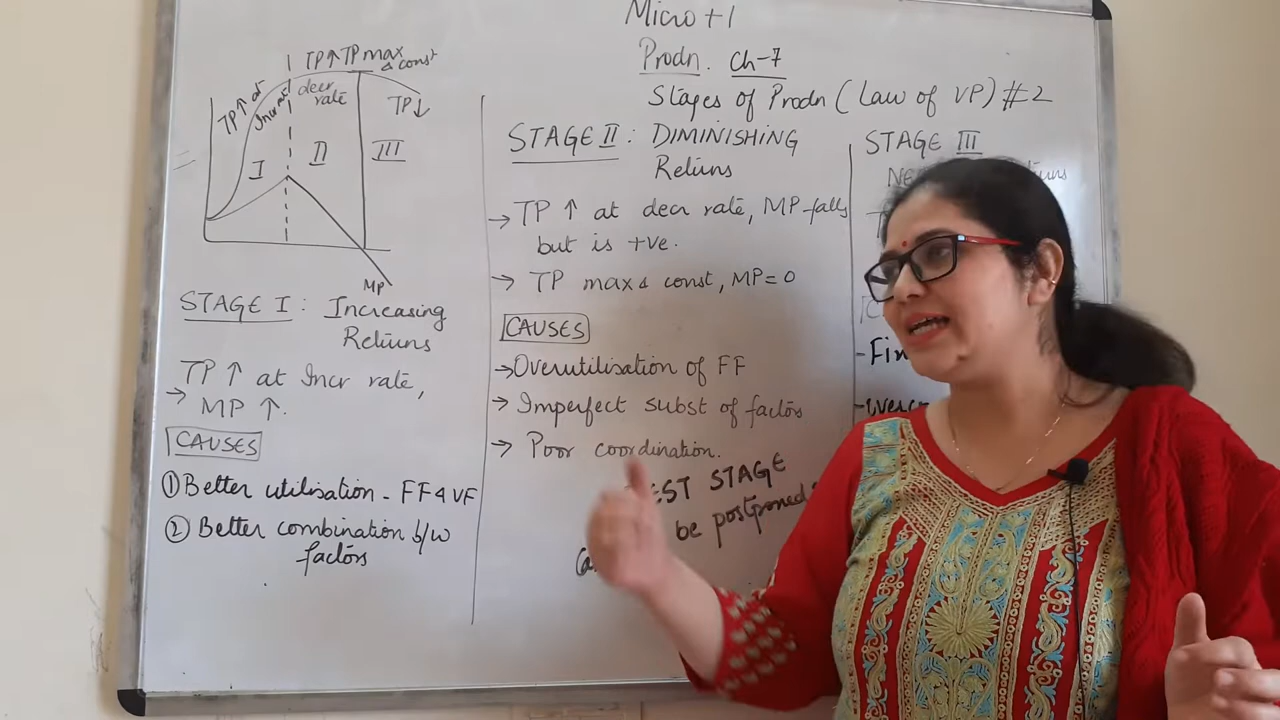 Micro +1
Prodn. Ch-7
Stages of Prodn (Law of VP) #2
TP↑ TP max & const
TP↑ at Incr rate
decr rate
TP↓
I
II
III
MP
STAGE I : Increasing
Returns
→ TP ↑ at Incr rate,
MP ↑.
CAUSES
① Better utilisation - FF & VF
② Better combination b/w
factors
STAGE II : DIMINISHING
Returns
→ TP ↑ at decr rate, MP falls
but is +ve.
→ TP max & const, MP = 0
CAUSES
→ Overutilisation of FF
→ Imperfect subst of factors
→ Poor coordination.
STAGE
be postponed
STAGE III